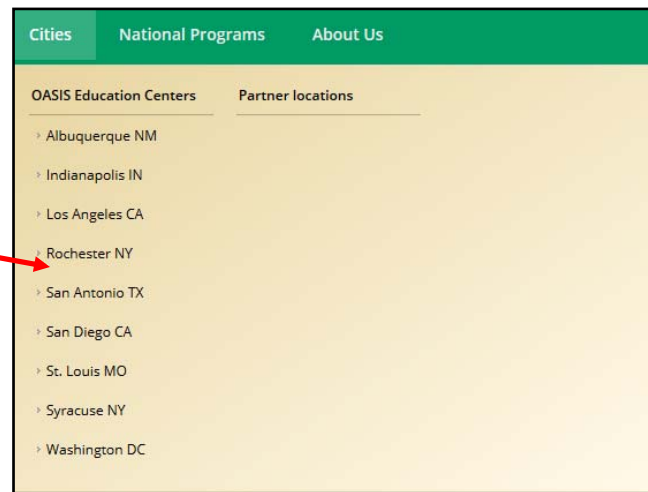 Cities National Programs About Us
OASIS Education Centers Partner locations
Albuquerque NM
Indianapolis IN
Los Angeles CA
Rochester NY
San Antonio TX
San Diego CA
St. Louis MO
Syracuse NY
Washington DC